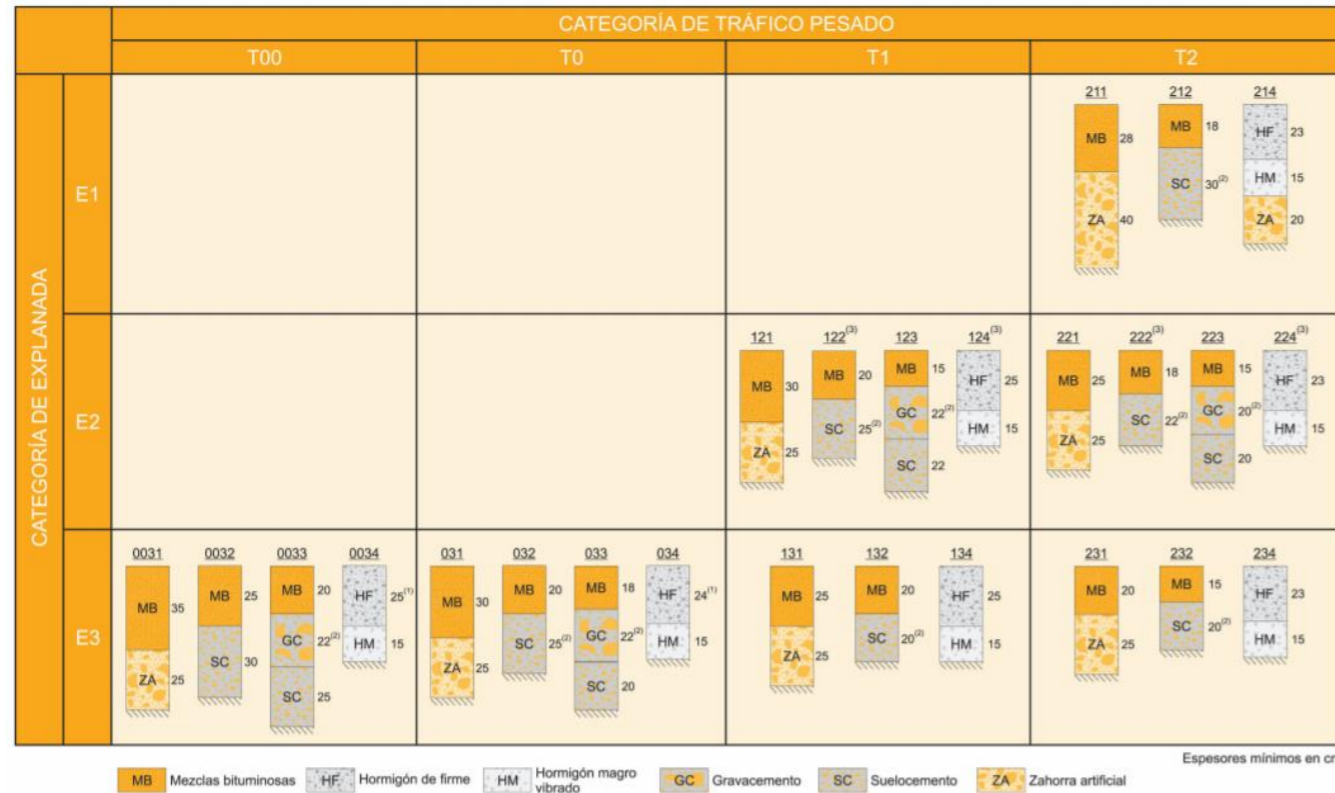 CATEGORÍA DE TRÁFICO PESADO
T00 T0 T1 T2
CATEGORÍA DE EXPLANADA
E1
211 212 214
MB 28
ZA 40
MB 18
SC 30(2)
HF 23
HM 15
ZA 20
E2
121 122(3) 123 124(3)
MB 30
ZA 25
MB 20
SC 25(2)
MB 15
GC 22(2)
SC 22
HF 25
HM 15
221 222(3) 223 224(3)
MB 25
ZA 25
MB 18
SC 22(2)
MB 15
GC 20(2)
SC 20
HF 23
HM 15
E3
0031 0032 0033 0034
MB 35
ZA 25
MB 25
SC 30
MB 20
GC 22(2)
SC 25
HF 25(1)
HM 15
031 032 033 034
MB 30
ZA 25
MB 20
SC 25(2)
MB 18
GC 22(2)
SC 20
HF 24(1)
HM 15
131 132 134
MB 25
ZA 25
MB 20
SC 20(2)
HF 25
HM 15
231 232 234
MB 20
ZA 25
MB 15
SC 20(2)
HF 23
HM 15
Espesores mínimos en cm
MB Mezclas bituminosas
HF Hormigón de firme
HM Hormigón magro
vibrado
GC Gravacemento
SC Suelocemento
ZA Zahorra artificial